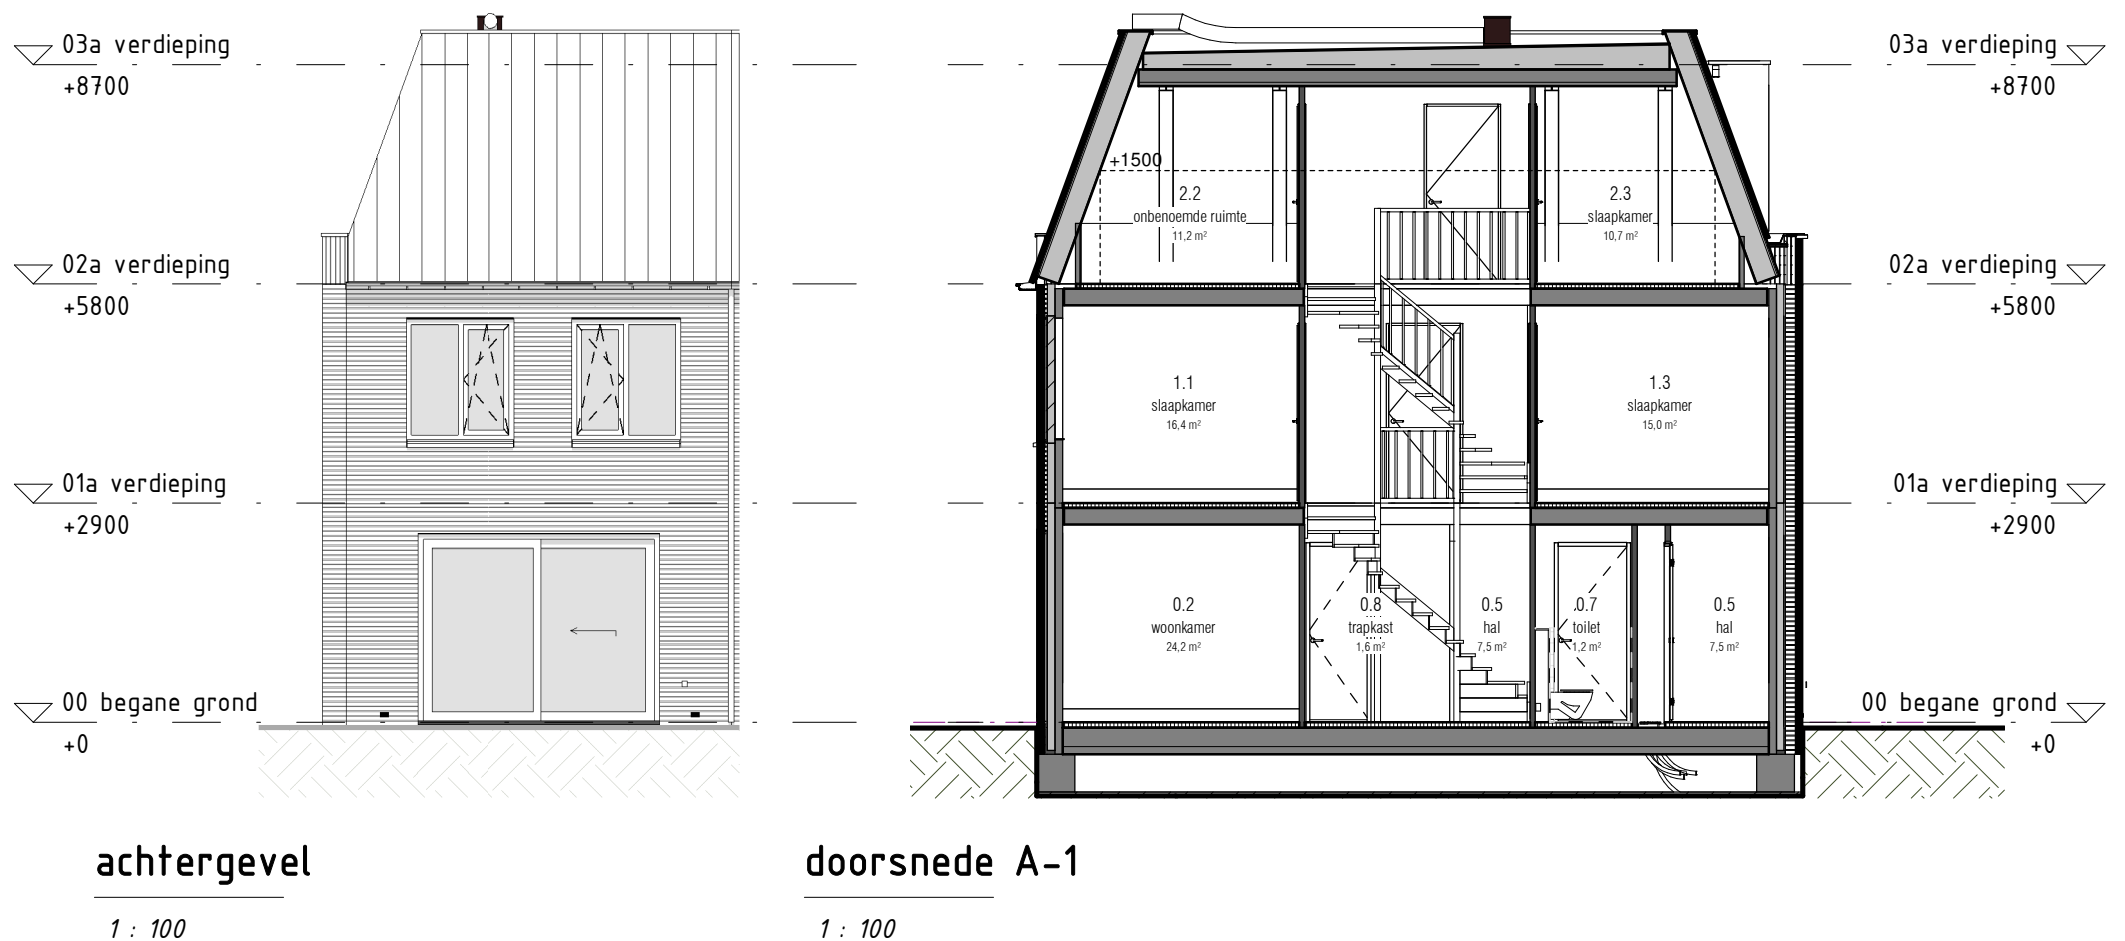 03a verdieping
+8700
02a verdieping
+5800
01a verdieping
+2900
00 begane grond
+0
achtergevel
1 : 100
+1500
2.2
onbenoemde ruimte
11,2 m²
2.3
slaapkamer
10,7 m²
1.1
slaapkamer
16,4 m²
1.3
slaapkamer
15,0 m²
0.2
woonkamer
24,2 m²
0.8
trapkast
1,6 m²
0.5
hal
7,5 m²
0.7
toilet
1,2 m²
0.5
hal
7,5 m²
03a verdieping
+8700
02a verdieping
+5800
01a verdieping
+2900
00 begane grond
+0
doorsnede A-1
1 : 100